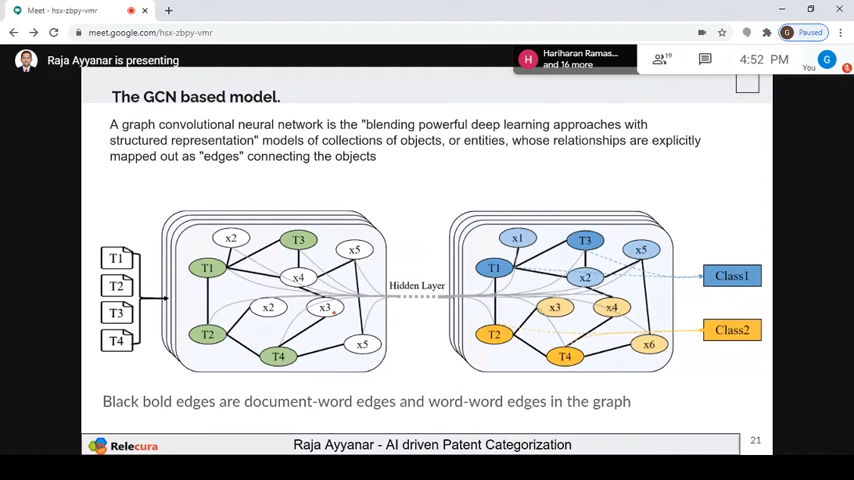 Meet - hsx-zbpy-vmr
meet.google.com/hsx-zbpy-vmr
G
Paused
Raja Ayyanar is presenting
H
Hariharan Ramas...
and 16 more
19
4:52 PM
You
G
The GCN based model.
A graph convolutional neural network is the "blending powerful deep learning approaches with
structured representation" models of collections of objects, or entities, whose relationships are explicitly
mapped out as "edges" connecting the objects
T1
T2
T3
T4
x2
T3
x5
T1
x4
x2
x3
T2
T4
x5
Hidden Layer
x1
T3
x5
T1
x2
x3
x4
T2
T4
x6
Class1
Class2
Black bold edges are document-word edges and word-word edges in the graph
Relecura
Raja Ayyanar - AI driven Patent Categorization
21